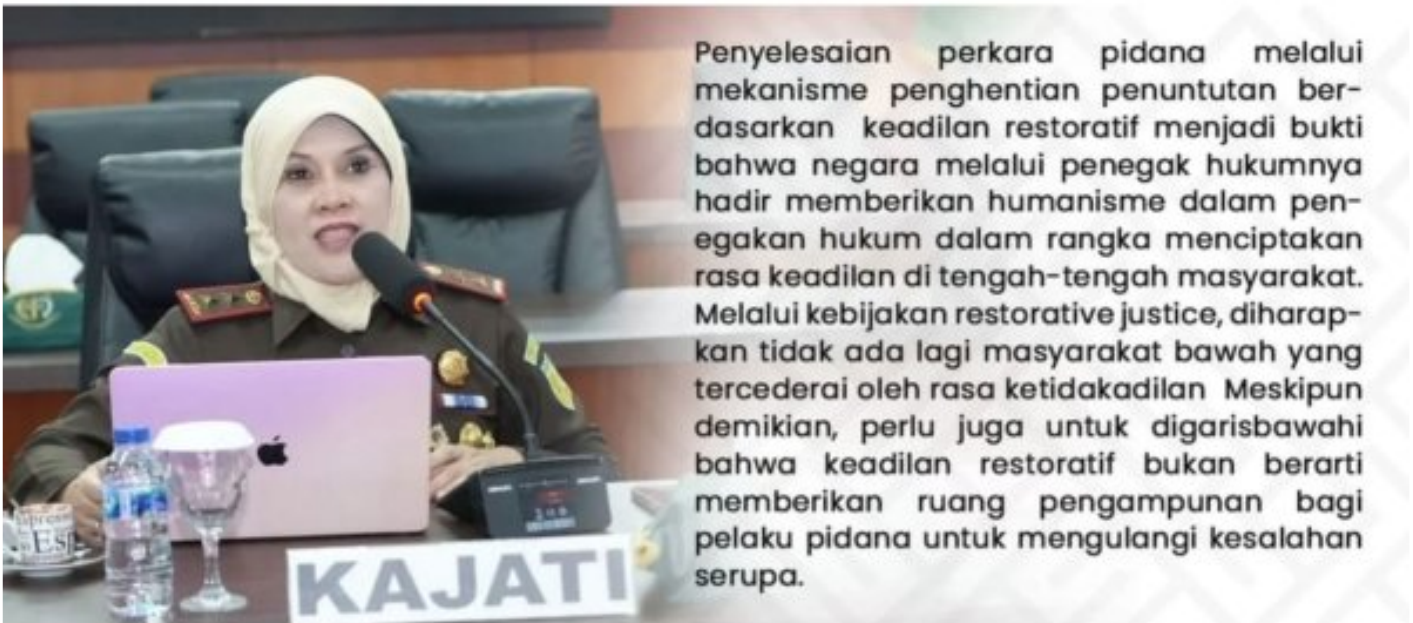 Penyelesaian perkara pidana melalui
mekanisme penghentian penuntutan ber-
dasarkan keadilan restoratif menjadi bukti
bahwa negara melalui penegak hukumnya
hadir memberikan humanisme dalam pen-
egakan hukum dalam rangka menciptakan
rasa keadilan di tengah-tengah masyarakat.
Melalui kebijakan restorative justice, diharap-
kan tidak ada lagi masyarakat bawah yang
tercederai oleh rasa ketidakadilan Meskipun
demikian, perlu juga untuk digarisbawahi
bahwa keadilan restoratif bukan berarti
memberikan ruang pengampunan bagi
pelaku pidana untuk mengulangi kesalahan
serupa.
KAJATI